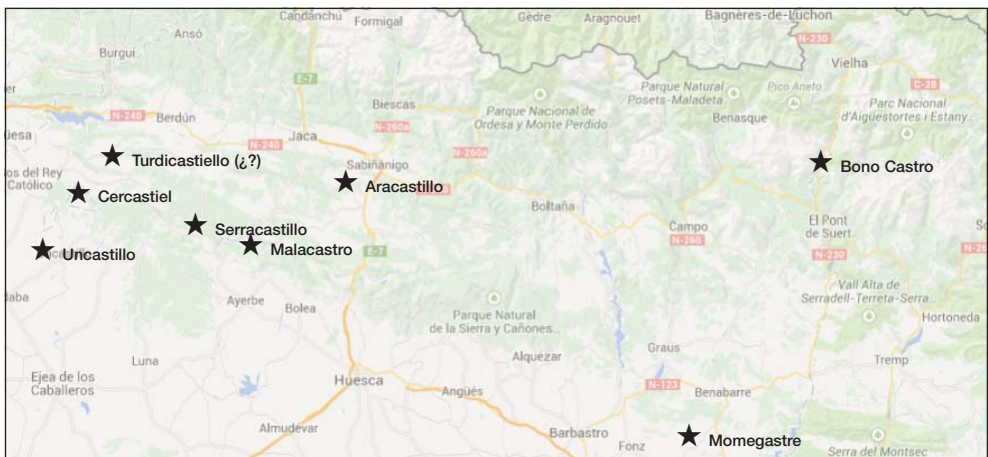 Candanchú
Formigal
Gèdre
Aragnouet
Bagnères-de-Luchon
Ansó
N-230
Burgui
E-7
Vielha
Parque Natural
Posets-Maladeta
Pico Aneto
C-28
Biescas
Parque Nacional de
Ordesa y Monte Perdido
Benasque
Parc Nacional
d'Aigüestortes i Estany...
N-240
Berdún
N-260a
Jaca
N-240
Turdicastiello (¿?)
Sabiñánigo
N-260a
Bono Castro
os del Rey
Católico
Cercastiel
Aracastillo
Boltaña
Serracastillo
Campo
El Pont
de Suert
N-260
Uncastillo
Malacastro
E-7
Vall Alta de
Serradell-Terreta-Serra...
Ayerbe
Bolea
Parque Natural
de la Sierra y Cañones...
Hortoneda
Luna
Alquézar
Graus
Tremp
Ejea de los
Caballeros
Huesca
Angüés
N-123
Benabarre
Almudévar
Barbastro
Fonz
Momegastre
Serra del Montsec